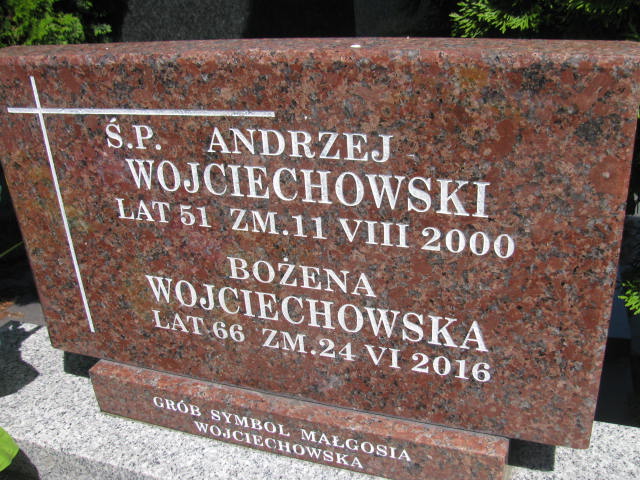 Ś.P. ANDRZEJ
WOJCIECHOWSKI
LAT 51 ZM.11 VIII 2000
BOŻENA
WOJCIECHOWSKA
LAT.66 ZM.24 VI 2016
GRÓB SYMBOL MAŁGOSIA
WOJCIECHOWSKA